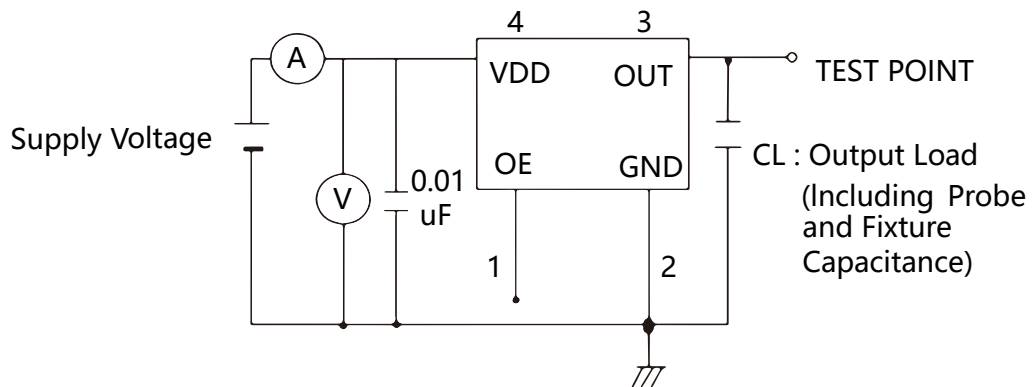 4
3
A
VDD
OUT
TEST POINT
Supply Voltage
OE
GND
CL : Output Load
(Including Probe
and Fixture
Capacitance)
V
0.01
uF
1
2